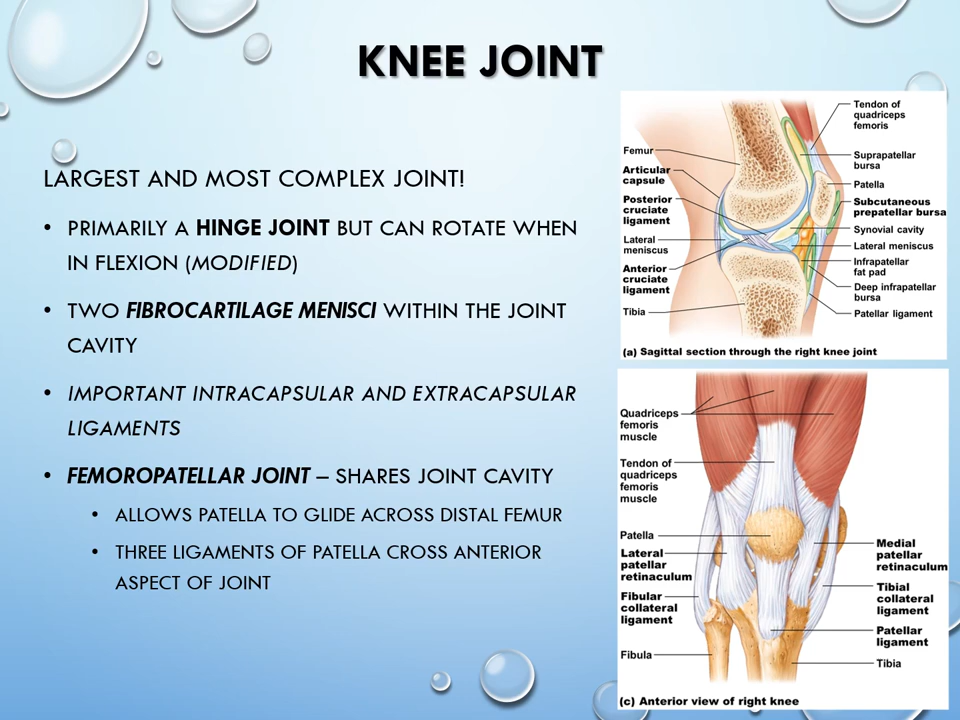 KNEE JOINT
LARGEST AND MOST COMPLEX JOINT!
• PRIMARILY A HINGE JOINT BUT CAN ROTATE WHEN
IN FLEXION (MODIFIED)
• TWO FIBROCARTILAGE MENISCI WITHIN THE JOINT
CAVITY
• IMPORTANT INTRACAPSULAR AND EXTRACAPSULAR
LIGAMENTS
• FEMOROPATELLAR JOINT – SHARES JOINT CAVITY
• ALLOWS PATELLA TO GLIDE ACROSS DISTAL FEMUR
• THREE LIGAMENTS OF PATELLA CROSS ANTERIOR
ASPECT OF JOINT
Femur
Articular
capsule
Posterior
cruciate
ligament
Lateral
meniscus
Anterior
cruciate
ligament
Tibia
Tendon of
quadriceps
femoris
Suprapatellar
bursa
Patella
Subcutaneous
prepatellar bursa
Synovial cavity
Lateral meniscus
Infrapatellar
fat pad
Deep infrapatellar
bursa
Patellar ligament
(a) Sagittal section through the right knee joint
Quadriceps
femoris
muscle
Tendon of
quadriceps
femoris
muscle
Patella
Lateral
patellar
retinaculum
Fibular
collateral
ligament
Fibula
Medial
patellar
retinaculum
Tibial
collateral
ligament
Patellar
ligament
Tibia
(c) Anterior view of right knee